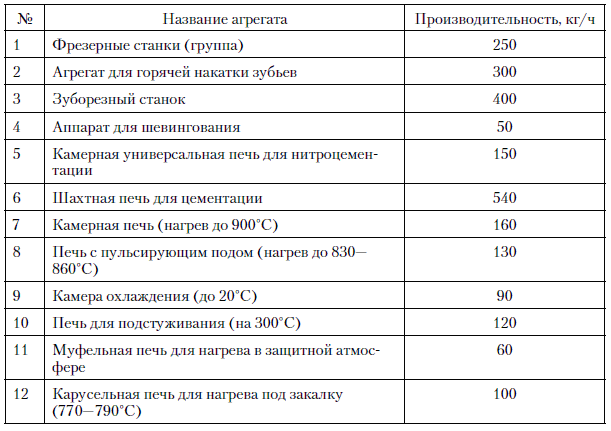 № Название агрегата Производительность, кг/ч
1 Фрезерные станки (группа) 250
2 Агрегат для горячей накатки зубьев 300
3 Зуборезный станок 400
4 Аппарат для шевингования 50
5 Камерная универсальная печь для нитроцемен- 150
тации
6 Шахтная печь для цементации 540
7 Камерная печь (нагрев до 900°С) 160
8 Печь с пульсирующим подом (нагрев до 830— 130
860°С)
9 Камера охлаждения (до 20°С) 90
10 Печь для подстуживания (на 300°С) 120
11 Муфельная печь для нагрева в защитной атмос- 60
фере
12 Карусельная печь для нагрева под закалку 100
(770—790°С)